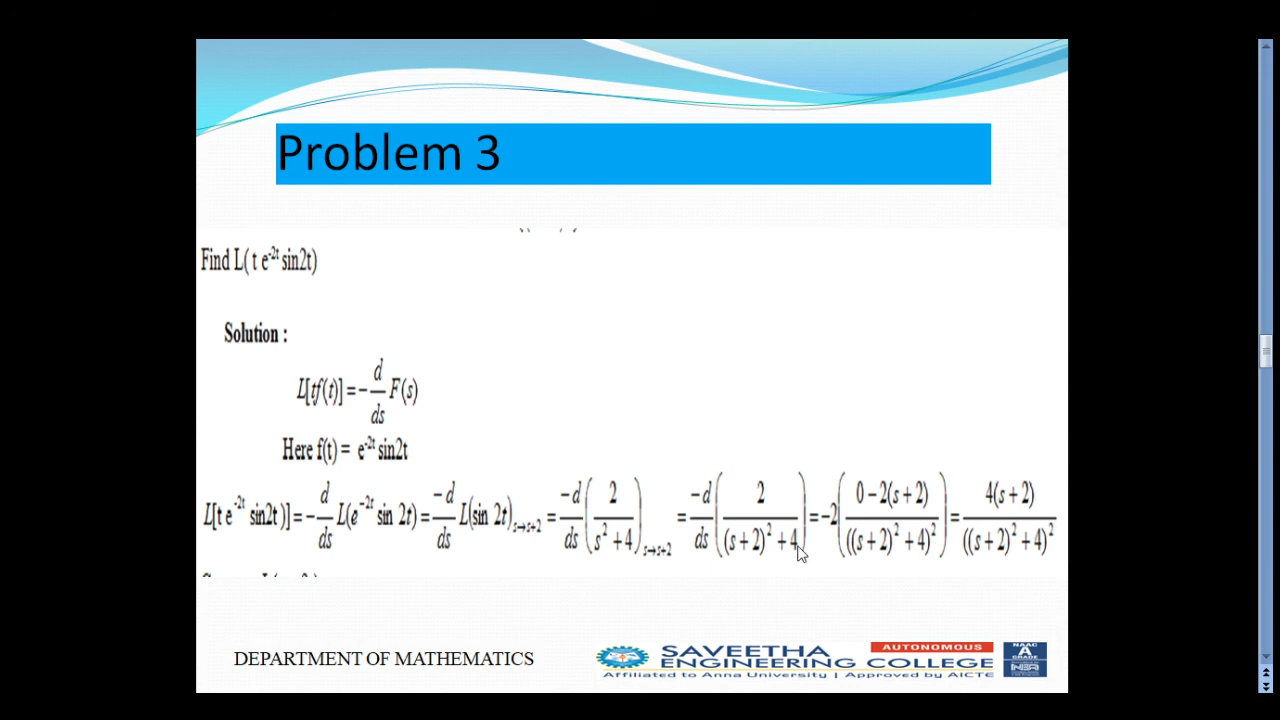 Problem 3
Find L( t e^-2t sin2t)
Solution :
L[tf(t)] = − d/ds F(s)
Here f(t) = e^-2t sin2t
L[t e^-2t sin2t )] = − d/ds L(e^−2t sin 2t) = −d/ds L(sin 2t)_s→s+2 = −d/ds (2/(s^2 + 4))_s→s+2 = −d/ds (2/((s+2)^2 + 4)) = −2((0 − 2(s+2))/(((s+2)^2 + 4)^2)) = 4(s+2)/((s+2)^2 + 4)^2
DEPARTMENT OF MATHEMATICS
AUTONOMOUS
SAVEETHA
ENGINEERING COLLEGE
Affiliated to Anna University | Approved by AICTE
NAAC
A
GRADE